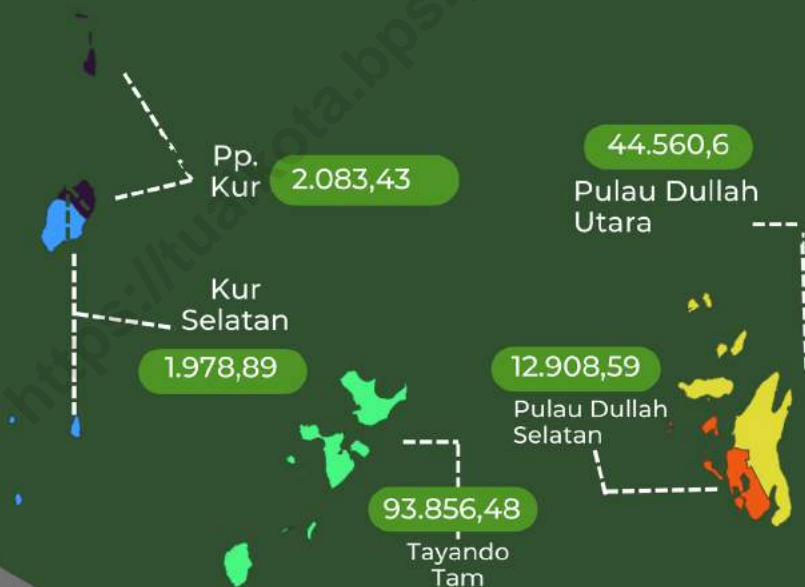 Pp.
Kur
2.083,43
44.560,6
Pulau Dullah
Utara
Kur
Selatan
1.978,89
12.908,59
Pulau Dullah
Selatan
93.856,48
Tayando
Tam